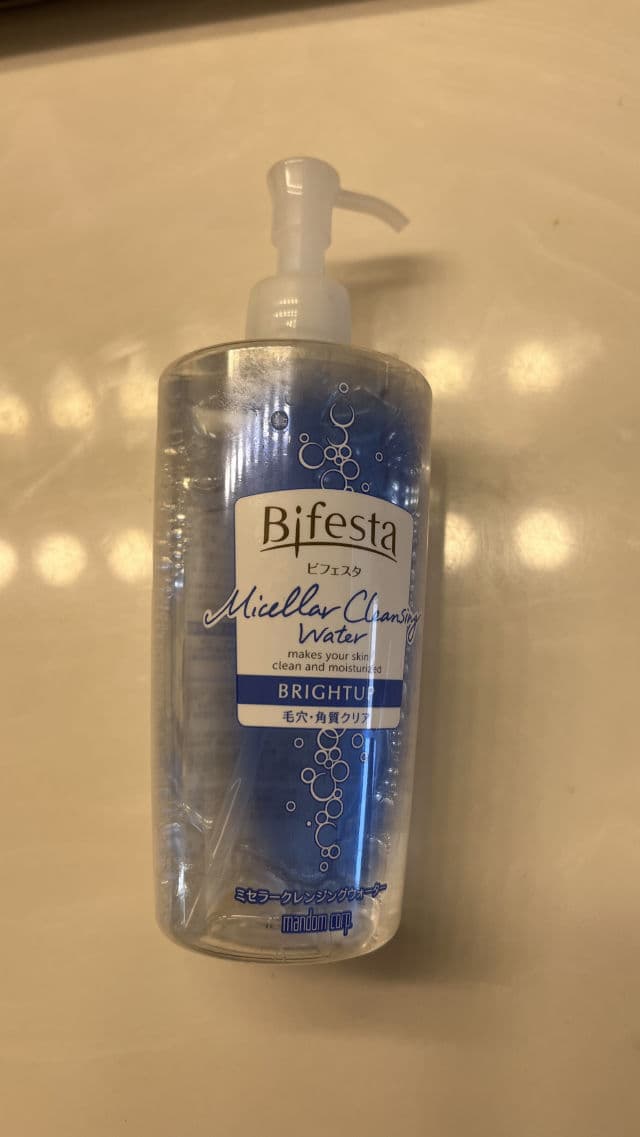 Bifesta
ビフェスタ
Micellar Cleansing
Water
makes your skin
clean and moisturized
BRIGHTUP
毛穴・角質クリア
ミセラークレンジングウォーター
mandom corp.